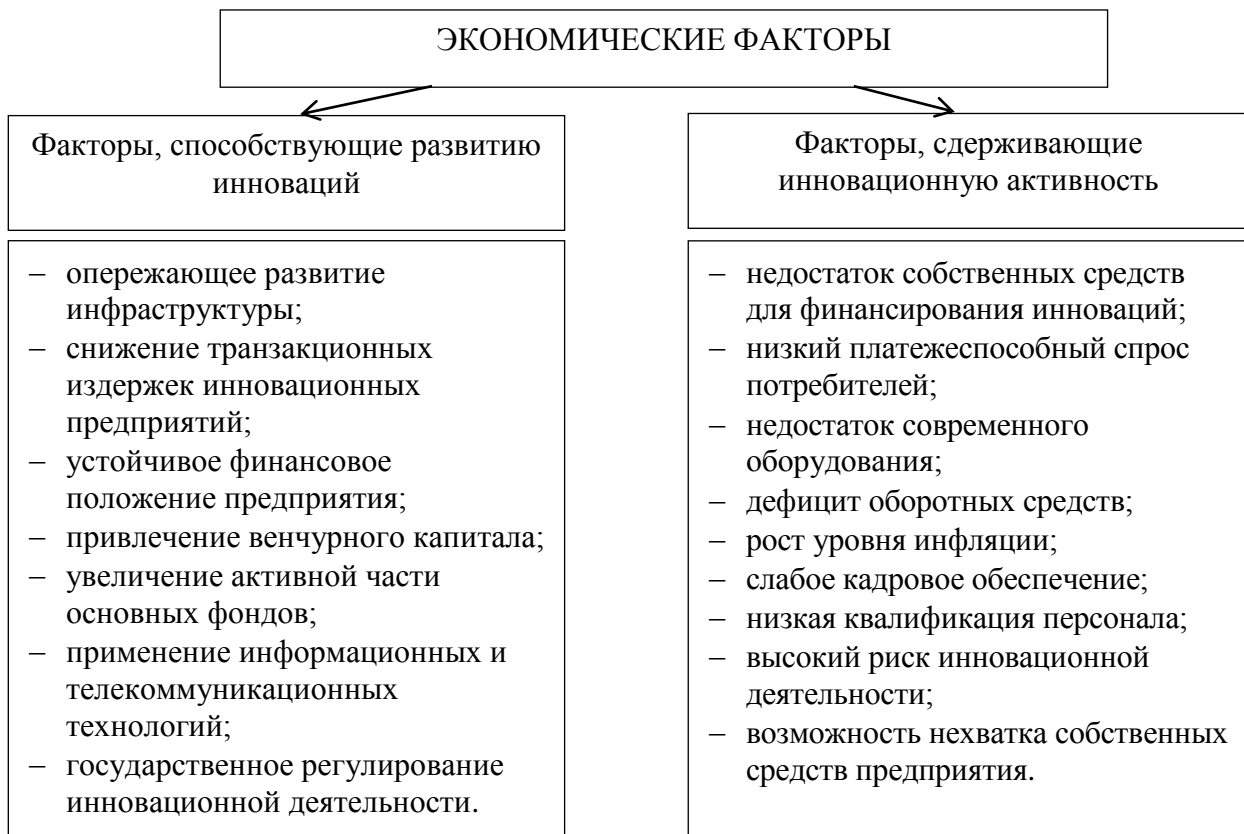 ЭКОНОМИЧЕСКИЕ ФАКТОРЫ
Факторы, способствующие развитию
инноваций
− опережающее развитие
инфраструктуры;
− снижение транзакционных
издержек инновационных
предприятий;
− устойчивое финансовое
положение предприятия;
− привлечение венчурного капитала;
− увеличение активной части
основных фондов;
− применение информационных и
телекоммуникационных
технологий;
− государственное регулирование
инновационной деятельности.
Факторы, сдерживающие
инновационную активность
− недостаток собственных средств
для финансирования инноваций;
− низкий платежеспособный спрос
потребителей;
− недостаток современного
оборудования;
− дефицит оборотных средств;
− рост уровня инфляции;
− слабое кадровое обеспечение;
− низкая квалификация персонала;
− высокий риск инновационной
деятельности;
− возможность нехватка собственных
средств предприятия.